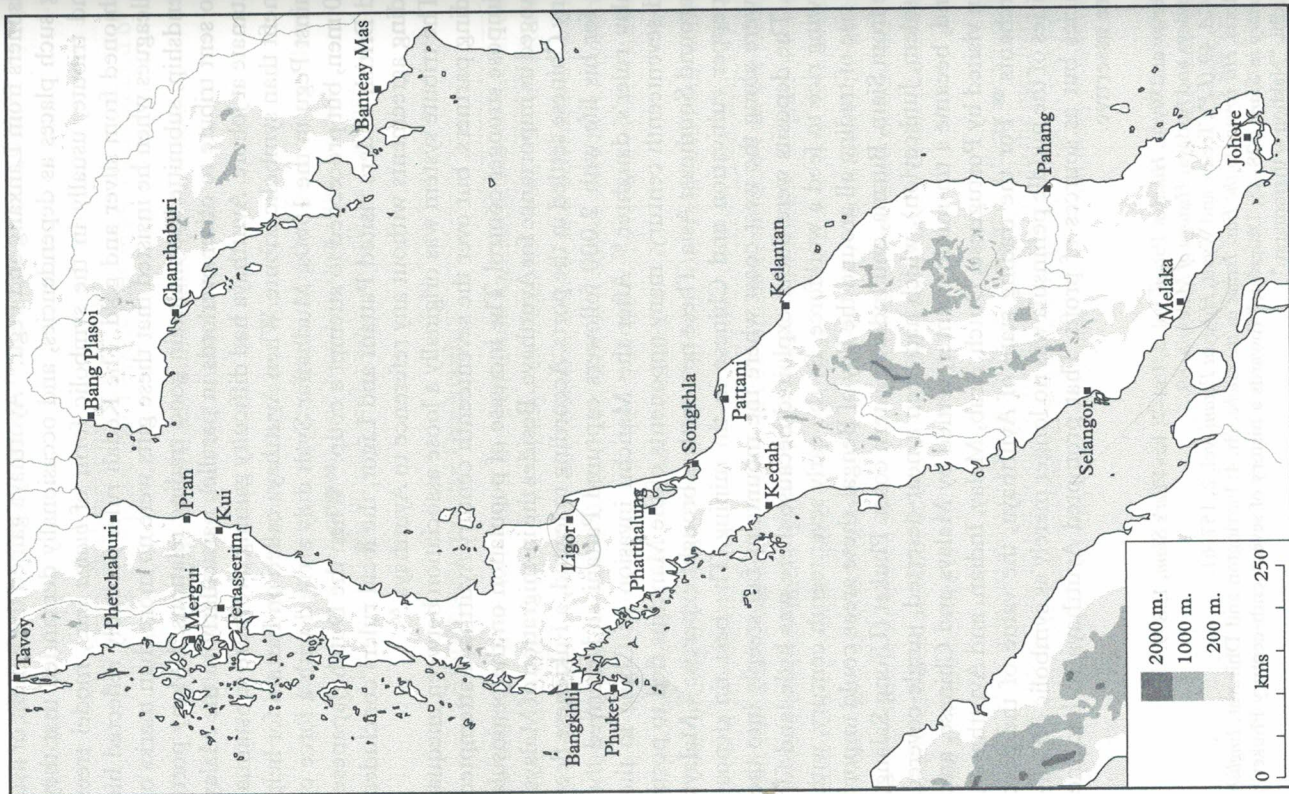 Tavoy
Bang Plasoi
Phetchaburi
Chanthaburi
Mergui
Pran
Tenasserim
Kui
Banteay Mas
Ligor
Bangkhli
Phuket
Phatthalung
Songkhla
Pattani
Kedah
Kelantan
Pahang
Selangor
Melaka
Johore
2000 m.
1000 m.
200 m.
0 kms 250